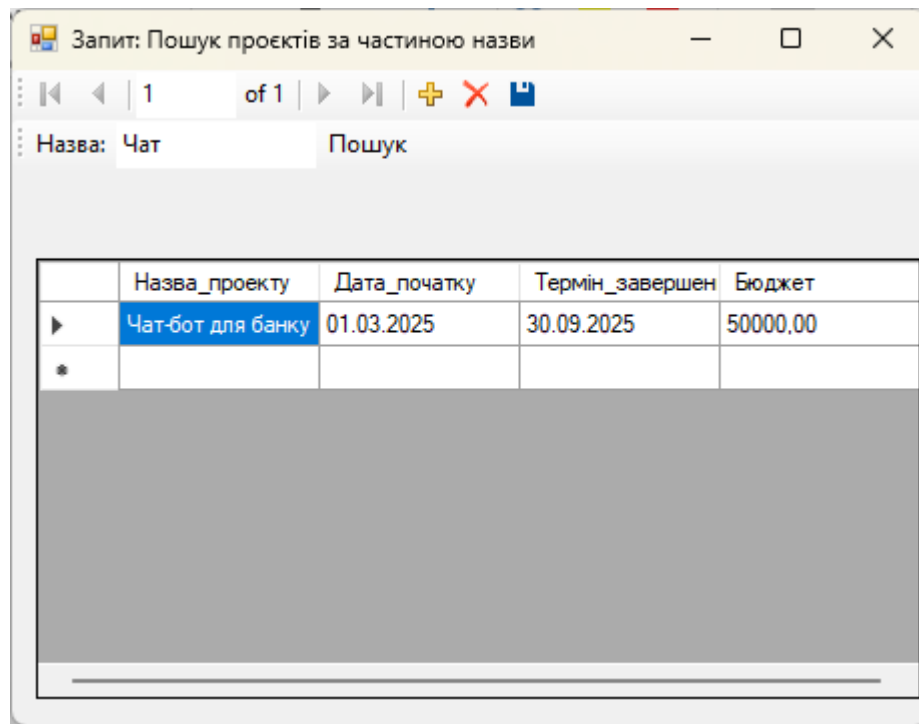 Запит: Пошук проєктів за частиною назви
1 of 1
Назва: Чат Пошук
Назва_проекту Дата_початку Термін_завершен Бюджет
Чат-бот для банку 01.03.2025 30.09.2025 50000,00